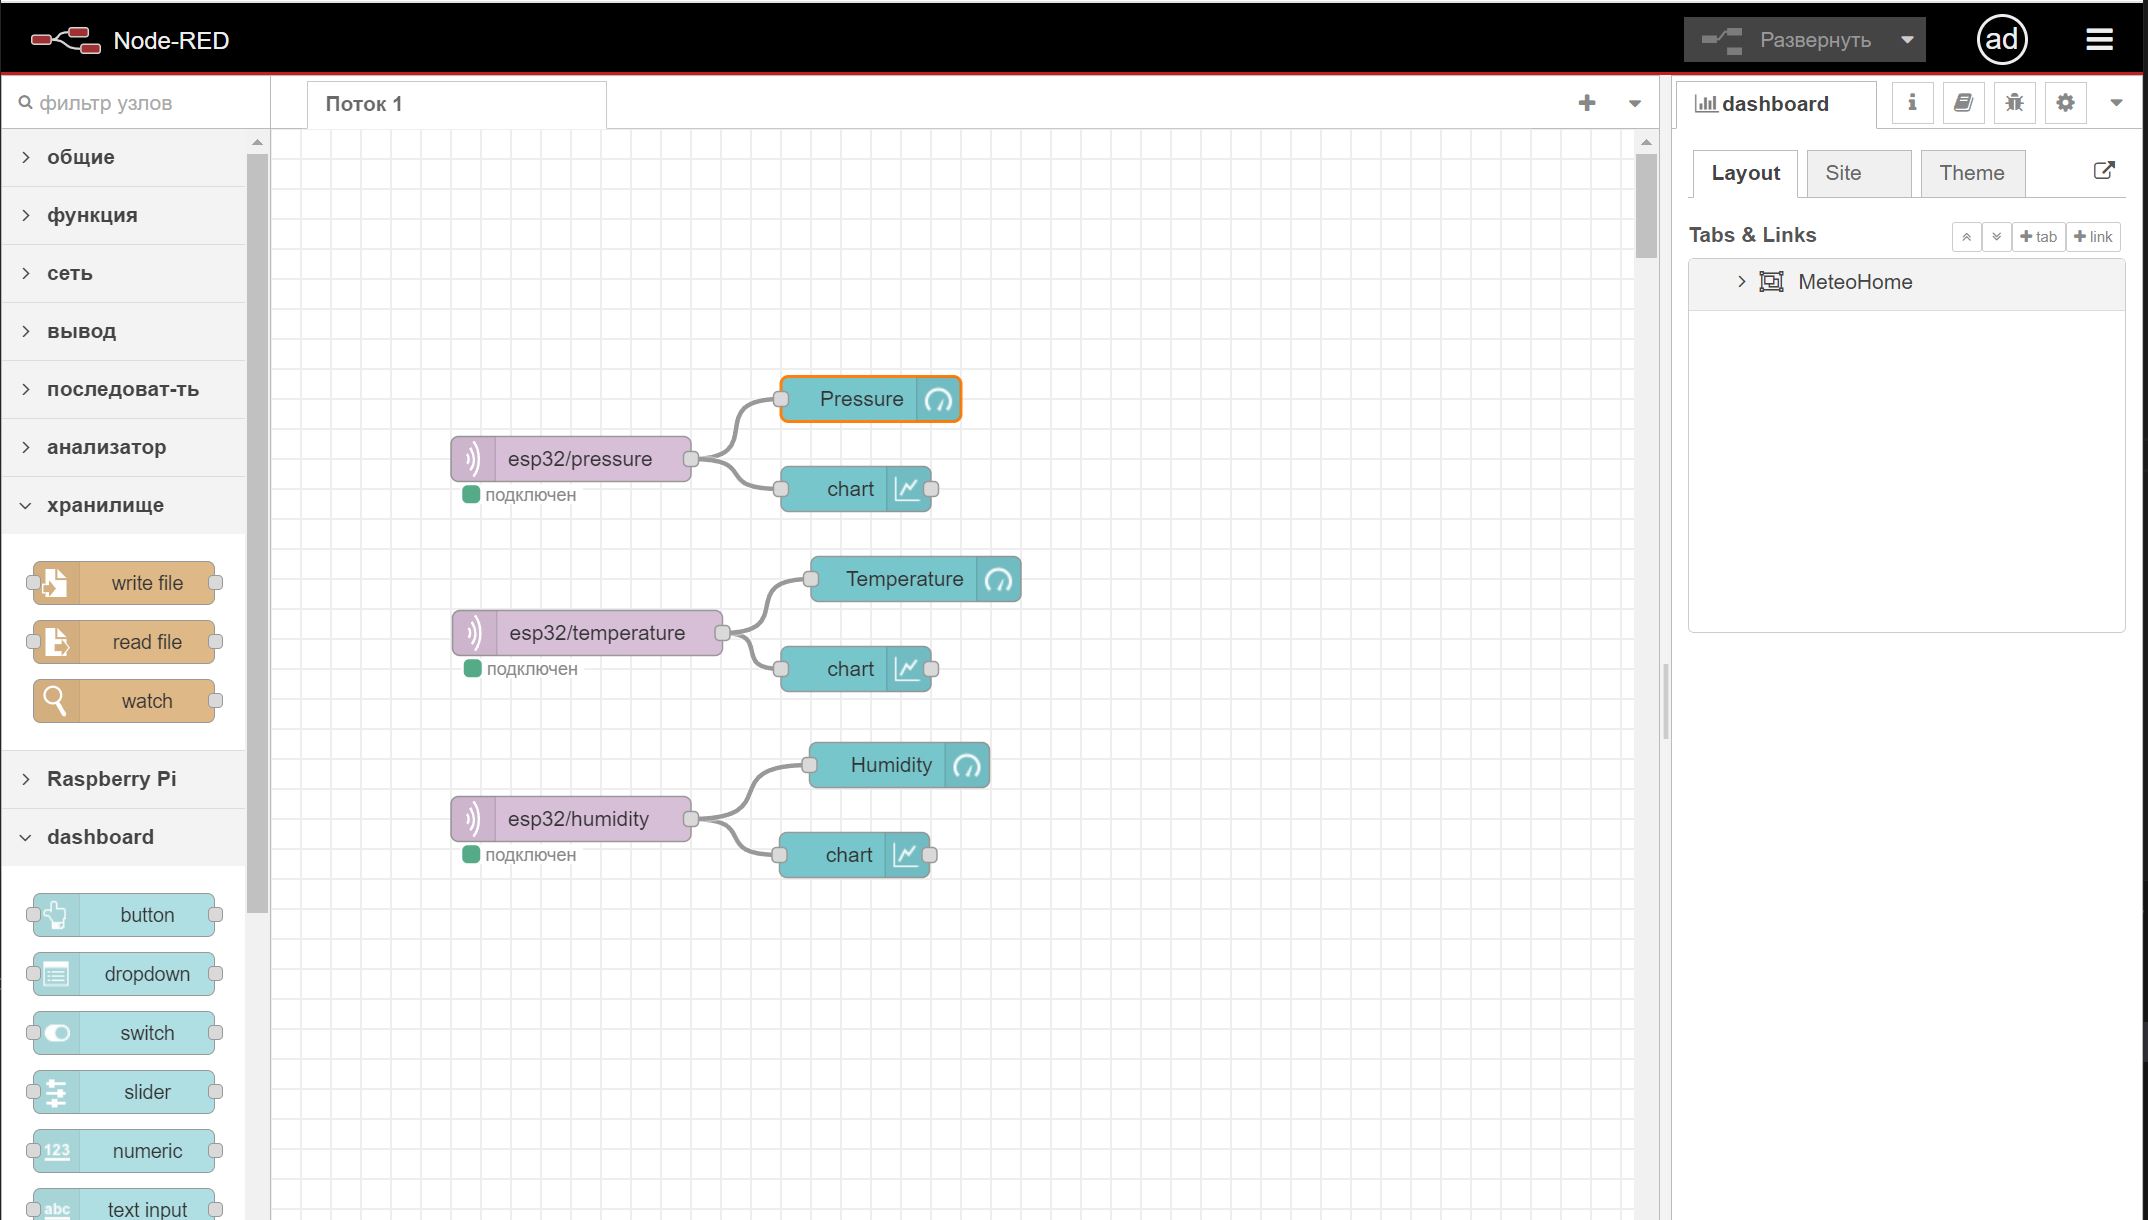 Node-RED
Развернуть
ad
фильтр узлов
Поток 1
dashboard
общие
функция
сеть
вывод
последоват-ть
анализатор
хранилище
write file
read file
watch
Raspberry Pi
dashboard
button
dropdown
switch
slider
123 numeric
abc text input
Pressure
esp32/pressure
подключен
chart
Temperature
esp32/temperature
подключен
chart
Humidity
esp32/humidity
подключен
chart
Layout Site Theme
Tabs & Links tab link
MeteoHome